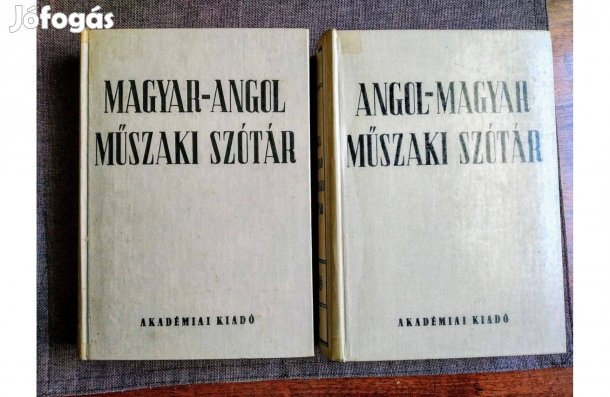 Jófogás
MAGYAR-ANGOL
MŰSZAKI SZÓTÁR
AKADÉMIAI KIADÓ
ANGOL-MAGYAR
MŰSZAKI SZÓTÁR
AKADÉMIAI KIADÓ